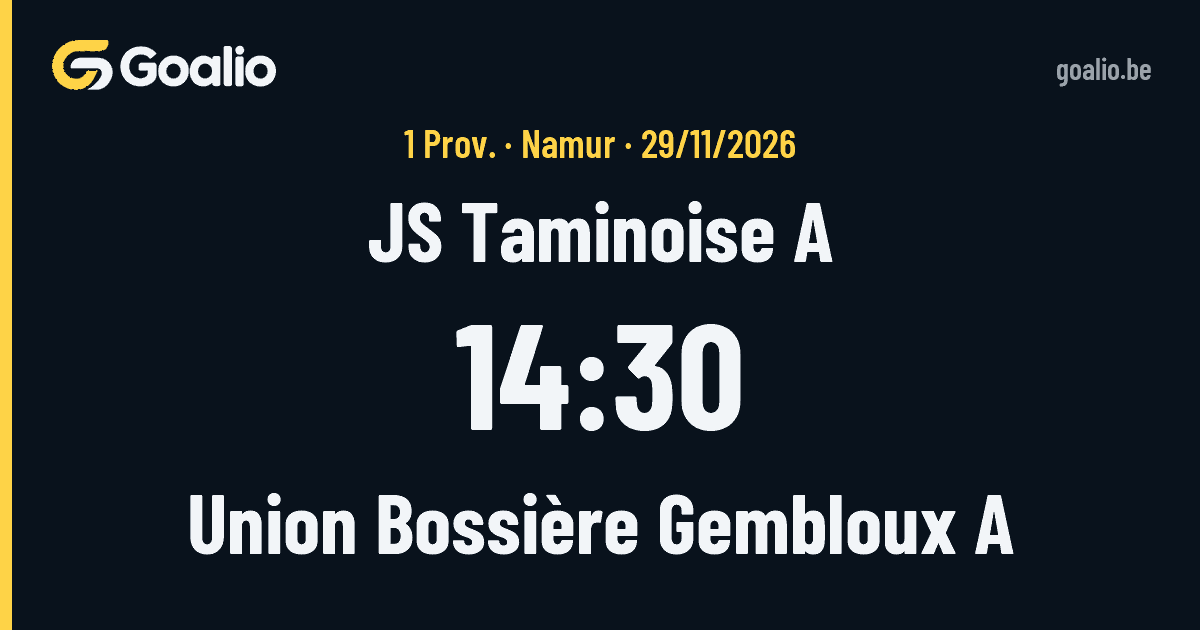 Goalio
goalio.be
1 Prov. · Namur · 29/11/2026
JS Taminoise A
14:30
Union Bossière Gembloux A